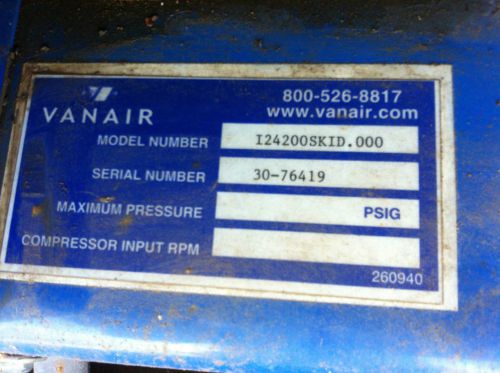 800-526-8817
VANAIR www.vanair.com
MODEL NUMBER I24200SKID.000
SERIAL NUMBER 30-76419
MAXIMUM PRESSURE PSIG
COMPRESSOR INPUT RPM
260940